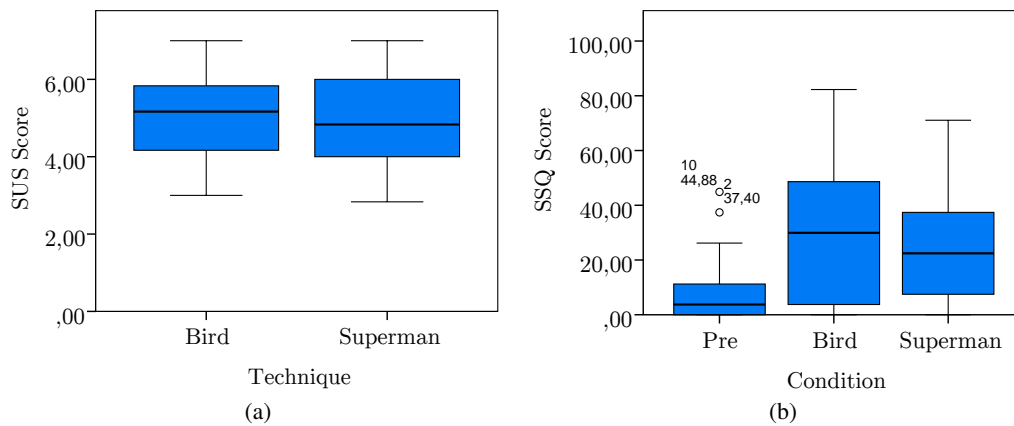 SUS Score
6,00
4,00
2,00
,00
Bird
Superman
Technique
(a)
SSQ Score
100,00
80,00
60,00
40,00
20,00
,00
10
44,88
2
37,40
Pre
Bird
Superman
Condition
(b)